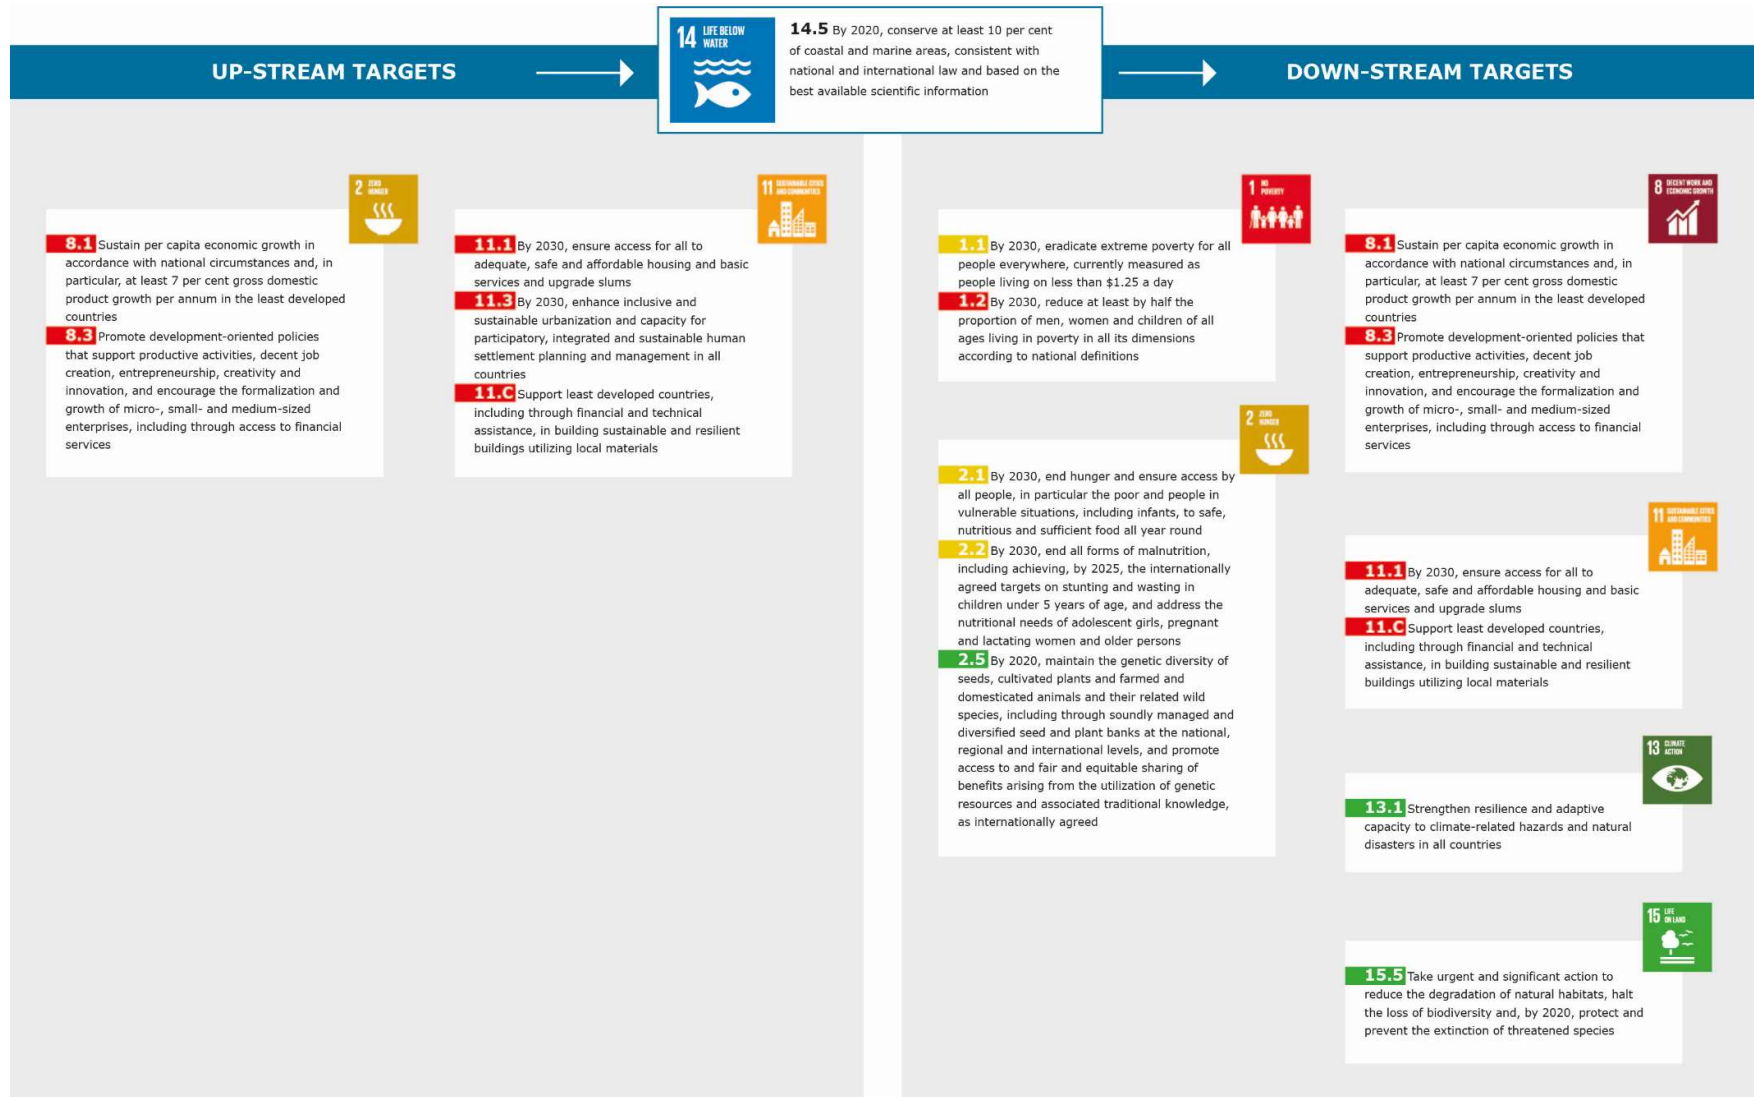 UP-STREAM TARGETS
14 LIFE BELOW
WATER
14.5 By 2020, conserve at least 10 per cent
of coastal and marine areas, consistent with
national and international law and based on the
best available scientific information
DOWN-STREAM TARGETS
2 ZERO
HUNGER
8.1 Sustain per capita economic growth in
accordance with national circumstances and, in
particular, at least 7 per cent gross domestic
product growth per annum in the least developed
countries
8.3 Promote development-oriented policies
that support productive activities, decent job
creation, entrepreneurship, creativity and
innovation, and encourage the formalization and
growth of micro-, small- and medium-sized
enterprises, including through access to financial
services
11 SUSTAINABLE CITIES
AND COMMUNITIES
11.1 By 2030, ensure access for all to
adequate, safe and affordable housing and basic
services and upgrade slums
11.3 By 2030, enhance inclusive and
sustainable urbanization and capacity for
participatory, integrated and sustainable human
settlement planning and management in all
countries
11.C Support least developed countries,
including through financial and technical
assistance, in building sustainable and resilient
buildings utilizing local materials
1 NO
POVERTY
1.1 By 2030, eradicate extreme poverty for all
people everywhere, currently measured as
people living on less than $1.25 a day
1.2 By 2030, reduce at least by half the
proportion of men, women and children of all
ages living in poverty in all its dimensions
according to national definitions
2 ZERO
HUNGER
2.1 By 2030, end hunger and ensure access by
all people, in particular the poor and people in
vulnerable situations, including infants, to safe,
nutritious and sufficient food all year round
2.2 By 2030, end all forms of malnutrition,
including achieving, by 2025, the internationally
agreed targets on stunting and wasting in
children under 5 years of age, and address the
nutritional needs of adolescent girls, pregnant
and lactating women and older persons
2.5 By 2020, maintain the genetic diversity of
seeds, cultivated plants and farmed and
domesticated animals and their related wild
species, including through soundly managed and
diversified seed and plant banks at the national,
regional and international levels, and promote
access to and fair and equitable sharing of
benefits arising from the utilization of genetic
resources and associated traditional knowledge,
as internationally agreed
8 DECENT WORK AND
ECONOMIC GROWTH
8.1 Sustain per capita economic growth in
accordance with national circumstances and, in
particular, at least 7 per cent gross domestic
product growth per annum in the least developed
countries
8.3 Promote development-oriented policies that
support productive activities, decent job
creation, entrepreneurship, creativity and
innovation, and encourage the formalization and
growth of micro-, small- and medium-sized
enterprises, including through access to financial
services
11 SUSTAINABLE CITIES
AND COMMUNITIES
11.1 By 2030, ensure access for all to
adequate, safe and affordable housing and basic
services and upgrade slums
11.C Support least developed countries,
including through financial and technical
assistance, in building sustainable and resilient
buildings utilizing local materials
13 CLIMATE
ACTION
13.1 Strengthen resilience and adaptive
capacity to climate-related hazards and natural
disasters in all countries
15 LIFE
ON LAND
15.5 Take urgent and significant action to
reduce the degradation of natural habitats, halt
the loss of biodiversity and, by 2020, protect and
prevent the extinction of threatened species